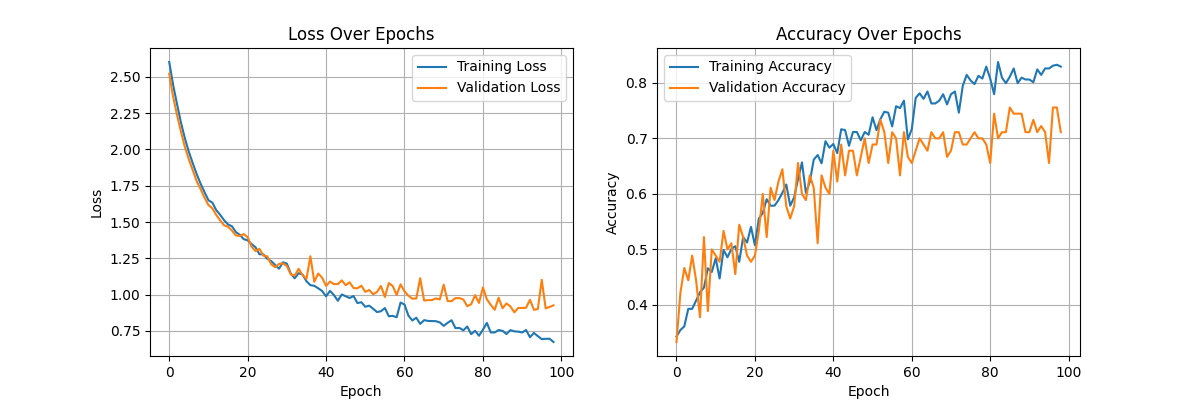 Loss Over Epochs
Training Loss
Validation Loss
2.50
2.25
2.00
1.75
1.50
1.25
1.00
0.75
Loss
0 20 40 60 80 100
Epoch
Accuracy Over Epochs
Training Accuracy
Validation Accuracy
0.8
0.7
0.6
0.5
0.4
Accuracy
0 20 40 60 80 100
Epoch